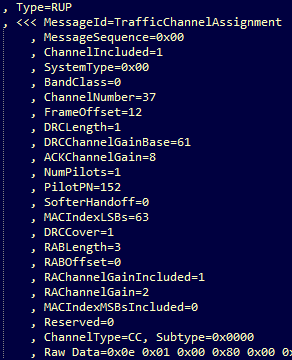 , Type=RUP
, <<< MessageId=TrafficChannelAssignment
, MessageSequence=0x00
, ChannelIncluded=1
, SystemType=0x00
, BandClass=0
, ChannelNumber=37
, FrameOffset=12
, DRCLength=1
, DRCChannelGainBase=61
, ACKChannelGain=8
, NumPilots=1
, PilotPN=152
, SofterHandoff=0
, MACIndexLSBs=63
, DRCCover=1
, RABLength=3
, RABOffset=0
, RAChannelGainIncluded=1
, RAChannelGain=2
, MACIndexMSBsIncluded=0
, Reserved=0
, ChannelType=CC, Subtype=0x0000
, Raw Data=0x0e 0x01 0x00 0x80 0x00 0x